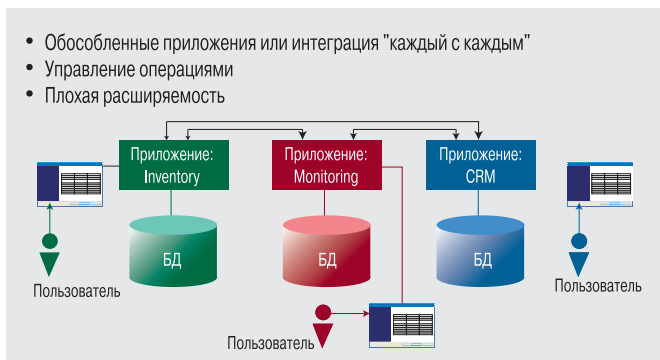 • Обособленные приложения или интеграция "каждый с каждым"
• Управление операциями
• Плохая расширяемость
Приложение:
Inventory
Приложение:
Monitoring
Приложение:
CRM
БД
БД
БД
Пользователь
Пользователь
Пользователь